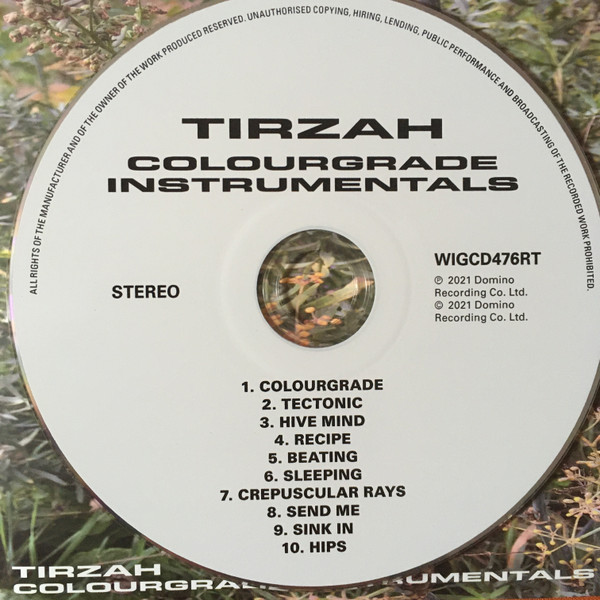 ALL RIGHTS OF THE MANUFACTURER AND OF THE OWNER OF THE WORK PRODUCED RESERVED. UNAUTHORISED COPYING, HIRING, LENDING, PUBLIC PERFORMANCE AND BROADCASTING OF THE RECORDED WORK PROHIBITED.
TIRZAH
COLOURGRADE
INSTRUMENTALS
STEREO
WIGCD476RT
℗ 2021 Domino
Recording Co. Ltd.
© 2021 Domino
Recording Co. Ltd.
1. COLOURGRADE
2. TECTONIC
3. HIVE MIND
4. RECIPE
5. BEATING
6. SLEEPING
7. CREPUSCULAR RAYS
8. SEND ME
9. SINK IN
10. HIPS
TIRZAH
COLOURGRADE INSTRUMENTALS